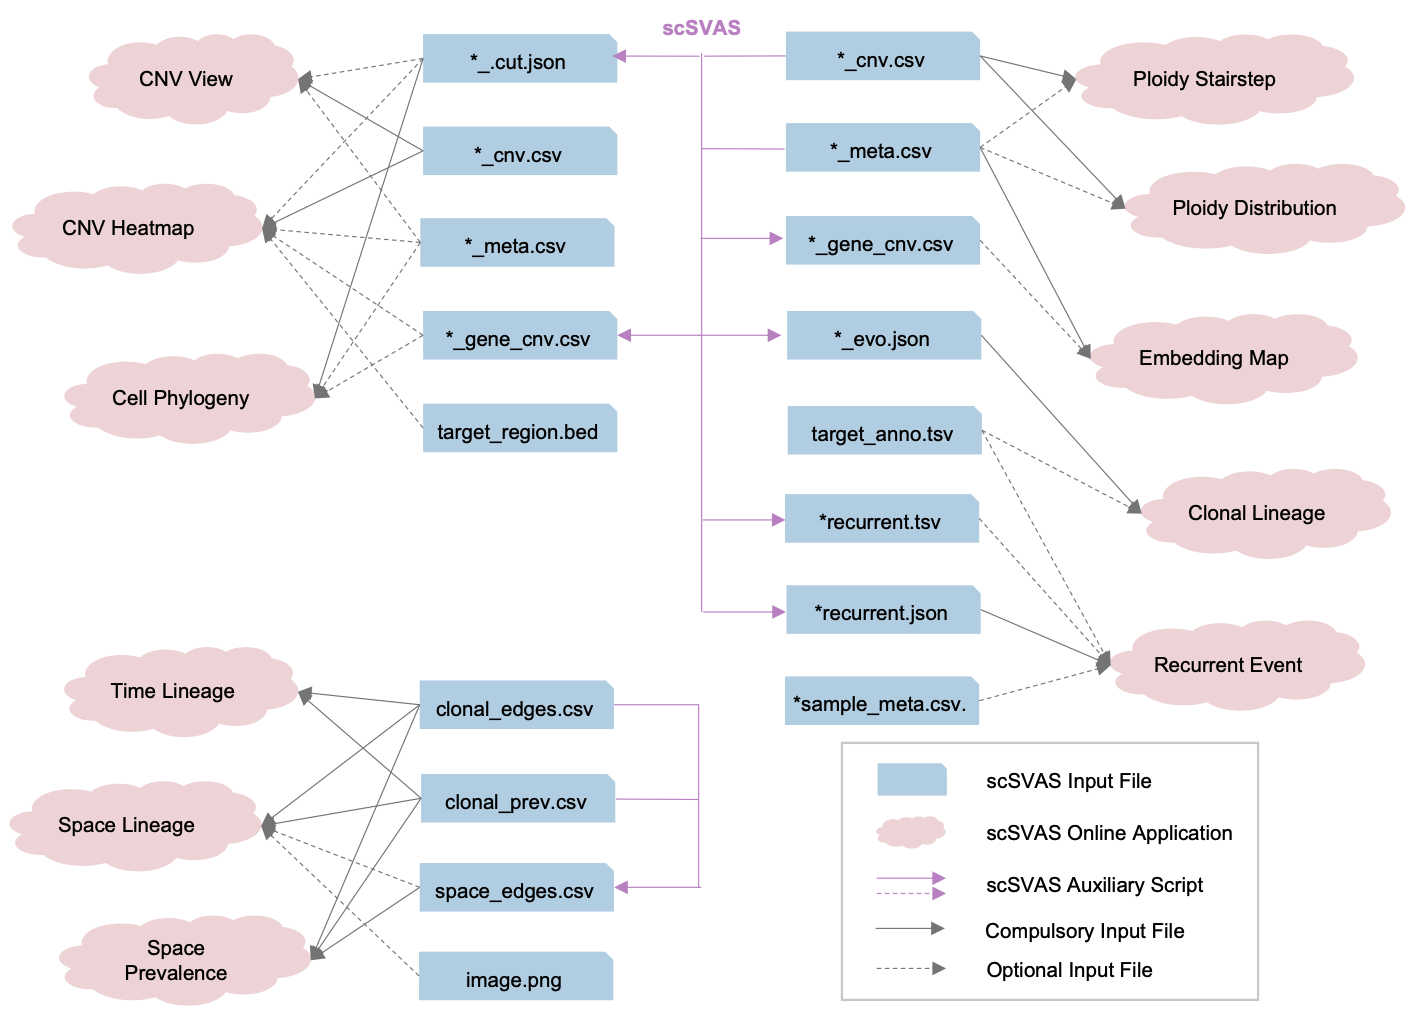 scSVAS
CNV View
CNV Heatmap
Cell Phylogeny
*_.cut.json
*_cnv.csv
*_meta.csv
*_gene_cnv.csv
target_region.bed
*_cnv.csv
*_meta.csv
*_gene_cnv.csv
*_evo.json
target_anno.tsv
*recurrent.tsv
*recurrent.json
*sample_meta.csv.
Ploidy Stairstep
Ploidy Distribution
Embedding Map
Clonal Lineage
Recurrent Event
Time Lineage
Space Lineage
Space
Prevalence
clonal_edges.csv
clonal_prev.csv
space_edges.csv
image.png
scSVAS Input File
scSVAS Online Application
scSVAS Auxiliary Script
Compulsory Input File
Optional Input File